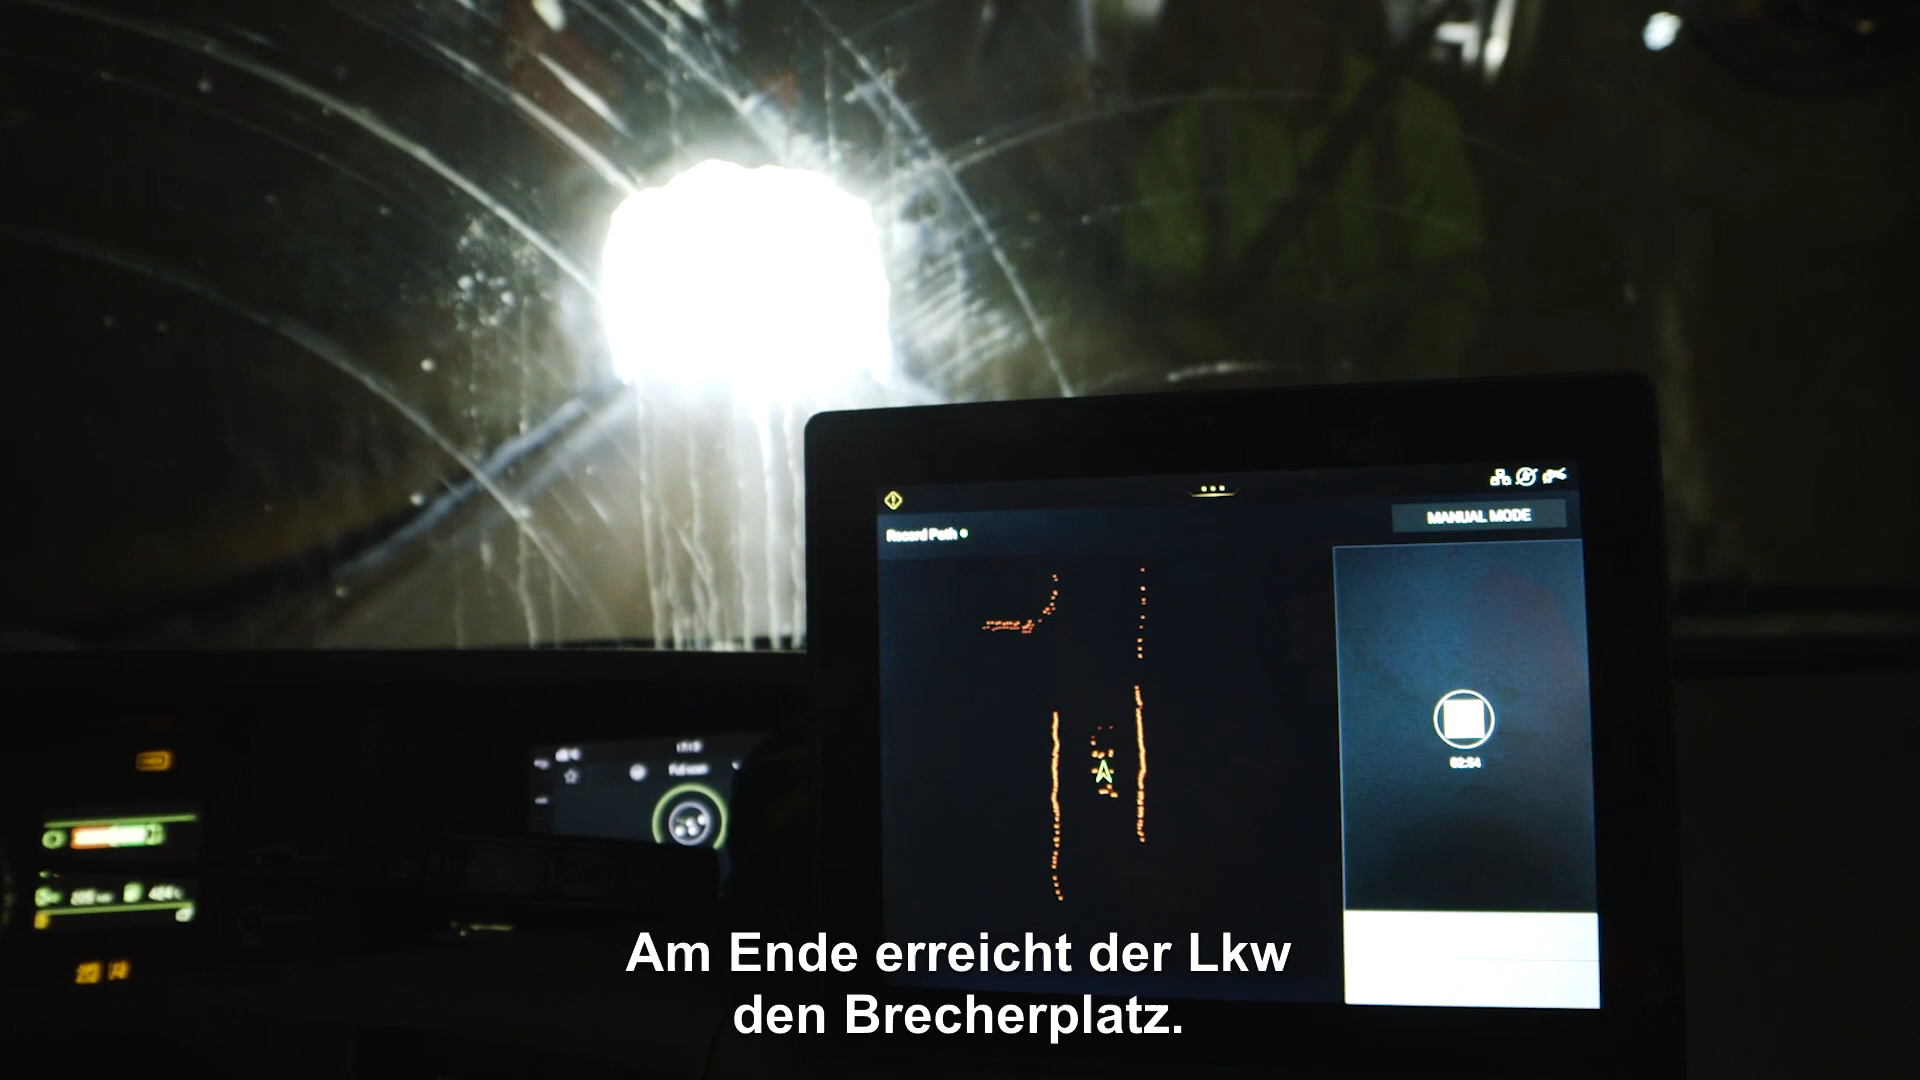 MANUAL MODE
Record Path
02:54
Am Ende erreicht der Lkw
den Brecherplatz.